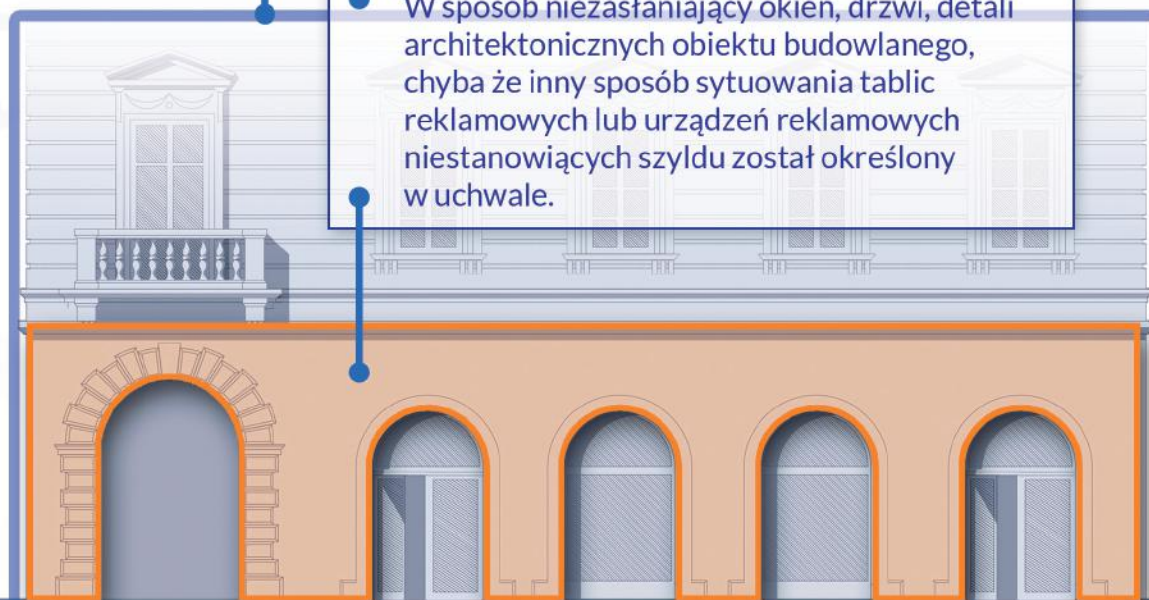 W sposób niezasłaniający okien, drzwi, detali
architektonicznych obiektu budowlanego,
chyba że inny sposób sytuowania tablic
reklamowych lub urządzeń reklamowych
niestanowiących szyldu został określony
w uchwale.